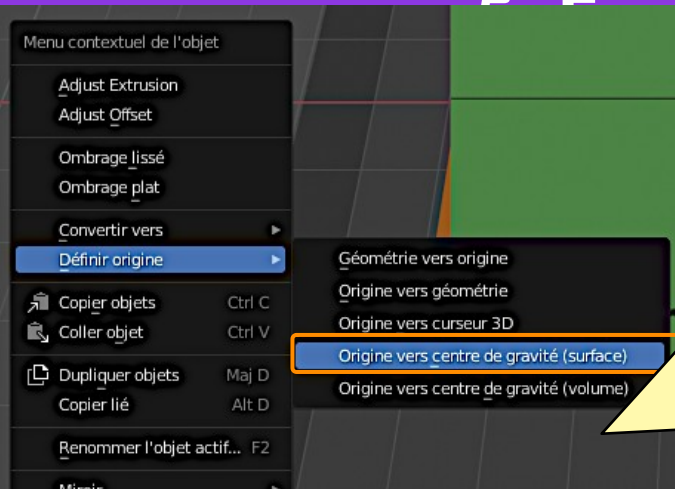 Menu contextuel de l'objet
Adjust Extrusion
Adjust Offset
Ombrage lissé
Ombrage plat
Convertir vers
Définir origine
Géométrie vers origine
Origine vers géométrie
Origine vers curseur 3D
Origine vers centre de gravité (surface)
Origine vers centre de gravité (volume)
Copier objets Ctrl C
Coller objet Ctrl V
Dupliquer objets Maj D
Copier lié Alt D
Renommer l'objet actif... F2
Miroir